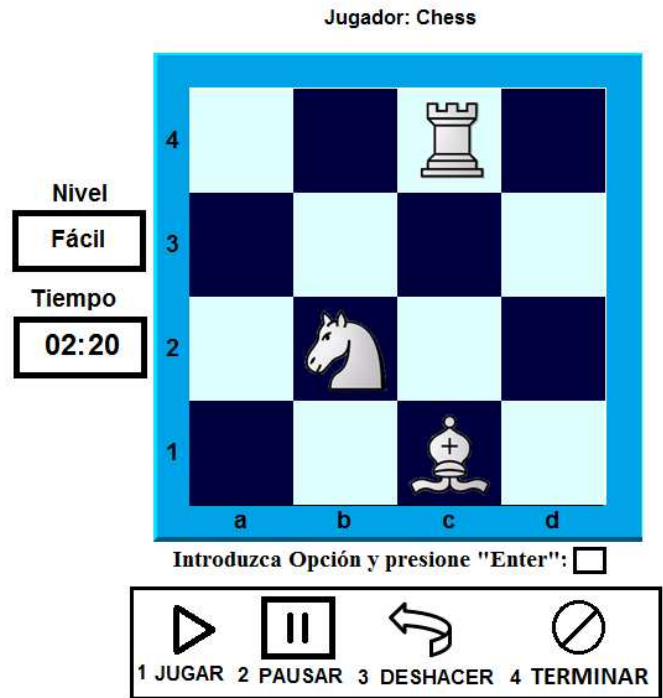 Jugador: Chess
4
Nivel
Fácil
3
Tiempo
02:20
2
1
a b c d
Introduzca Opción y presione "Enter":
1 JUGAR 2 PAUSAR 3 DESHACER 4 TERMINAR